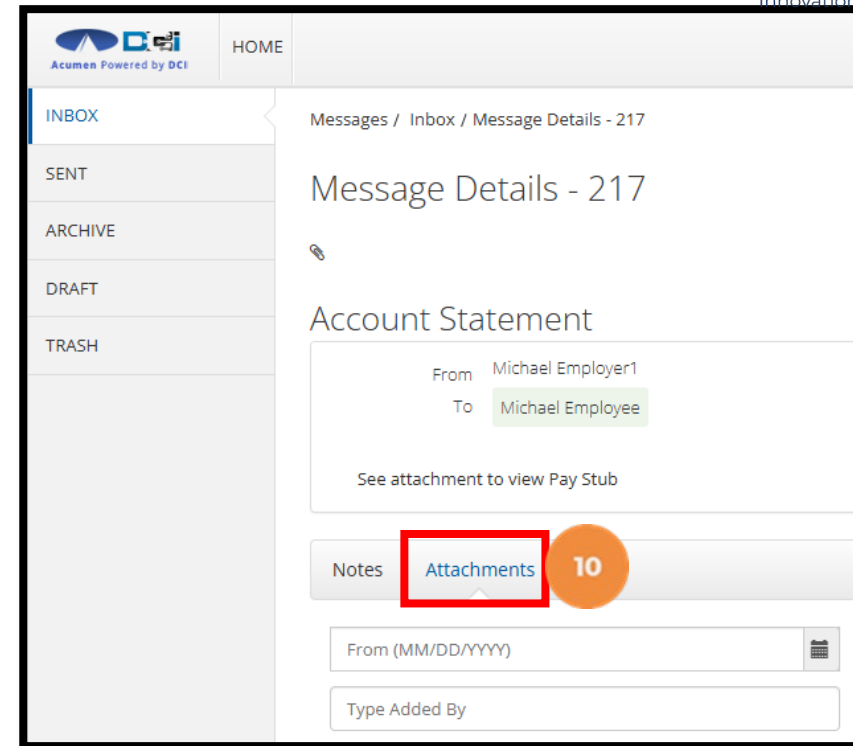 Innovation
DCI
Acumen Powered by DCI
HOME
INBOX
SENT
ARCHIVE
DRAFT
TRASH
Messages / Inbox / Message Details - 217
Message Details - 217
Account Statement
From Michael Employer1
To Michael Employee
See attachment to view Pay Stub
Notes Attachments 10
From (MM/DD/YYYY)
Type Added By